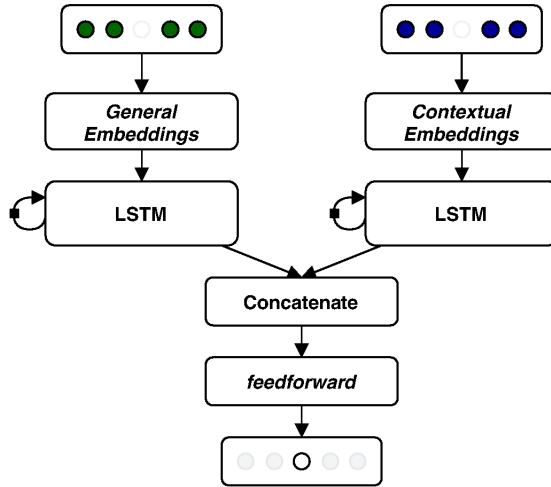 General
Embeddings
Contextual
Embeddings
LSTM
LSTM
Concatenate
feedforward